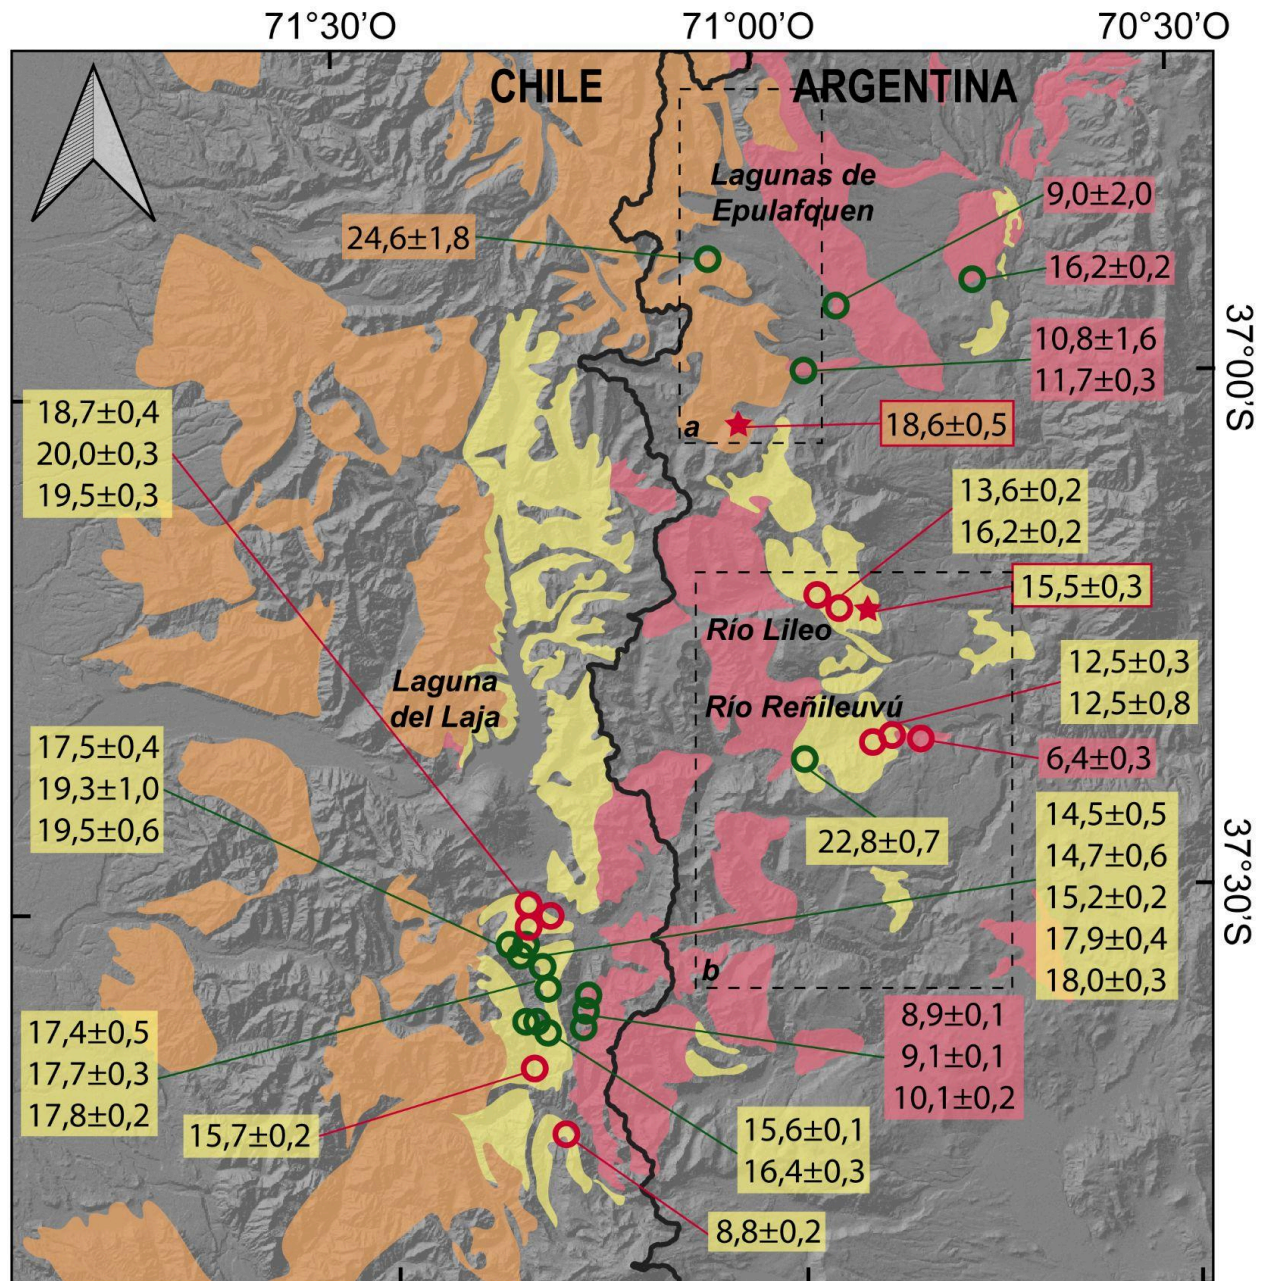 71°30'O
71°00'O
70°30'O
CHILE
ARGENTINA
Lagunas de
Epulafquen
9,0±2,0
24,6±1,8
16,2±0,2
37°00'S
10,8±1,6
11,7±0,3
18,7±0,4
20,0±0,3
19,5±0,3
a
18,6±0,5
13,6±0,2
16,2±0,2
15,5±0,3
Río Lileo
12,5±0,3
12,5±0,8
Laguna
del Laja
Río Reñileuvú
6,4±0,3
17,5±0,4
19,3±1,0
19,5±0,6
22,8±0,7
14,5±0,5
14,7±0,6
15,2±0,2
17,9±0,4
18,0±0,3
37°30'S
b
8,9±0,1
9,1±0,1
10,1±0,2
17,4±0,5
17,7±0,3
17,8±0,2
15,7±0,2
15,6±0,1
16,4±0,3
8,8±0,2